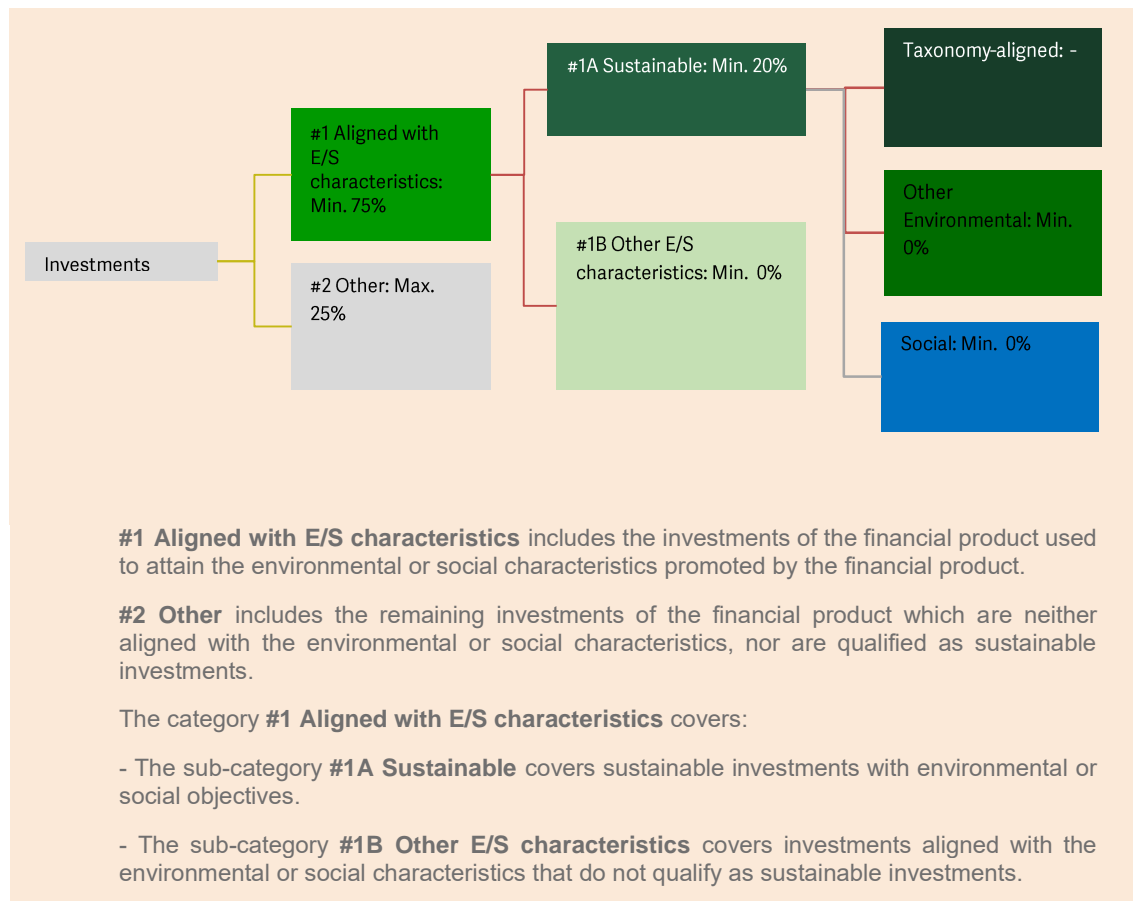 Investments
#1 Aligned with
E/S
characteristics:
Min. 75%
#2 Other: Max.
25%
#1A Sustainable: Min. 20%
#1B Other E/S
characteristics: Min. 0%
Taxonomy-aligned: -
Other
Environmental: Min.
0%
Social: Min. 0%
#1 Aligned with E/S characteristics includes the investments of the financial product used
to attain the environmental or social characteristics promoted by the financial product.
#2 Other includes the remaining investments of the financial product which are neither
aligned with the environmental or social characteristics, nor are qualified as sustainable
investments.
The category #1 Aligned with E/S characteristics covers:
- The sub-category #1A Sustainable covers sustainable investments with environmental or
social objectives.
- The sub-category #1B Other E/S characteristics covers investments aligned with the
environmental or social characteristics that do not qualify as sustainable investments.